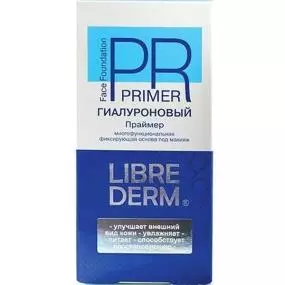 Face Foundation
PR
PRIMER
ГИАЛУРОНОВЫЙ
Праймер
многофункциональная
фиксирующая основа под макияж
LIBRE
DERM®
- улучшает внешний
вид кожи - увлажняет -
- питает - способствует
восстановлению -